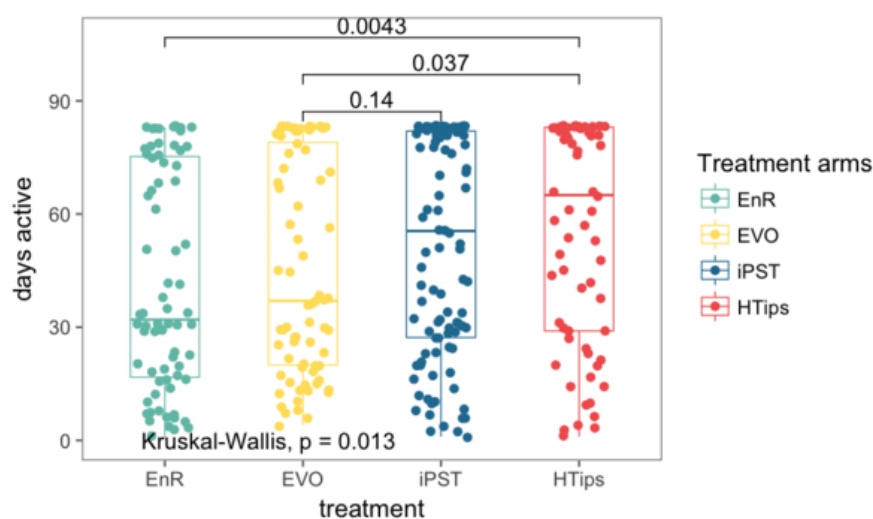 0.0043
0.037
0.14
90
60
30
0
days active
Kruskal-Wallis, p = 0.013
EnR
EVO
iPST
HTips
treatment
Treatment arms
EnR
EVO
iPST
HTips